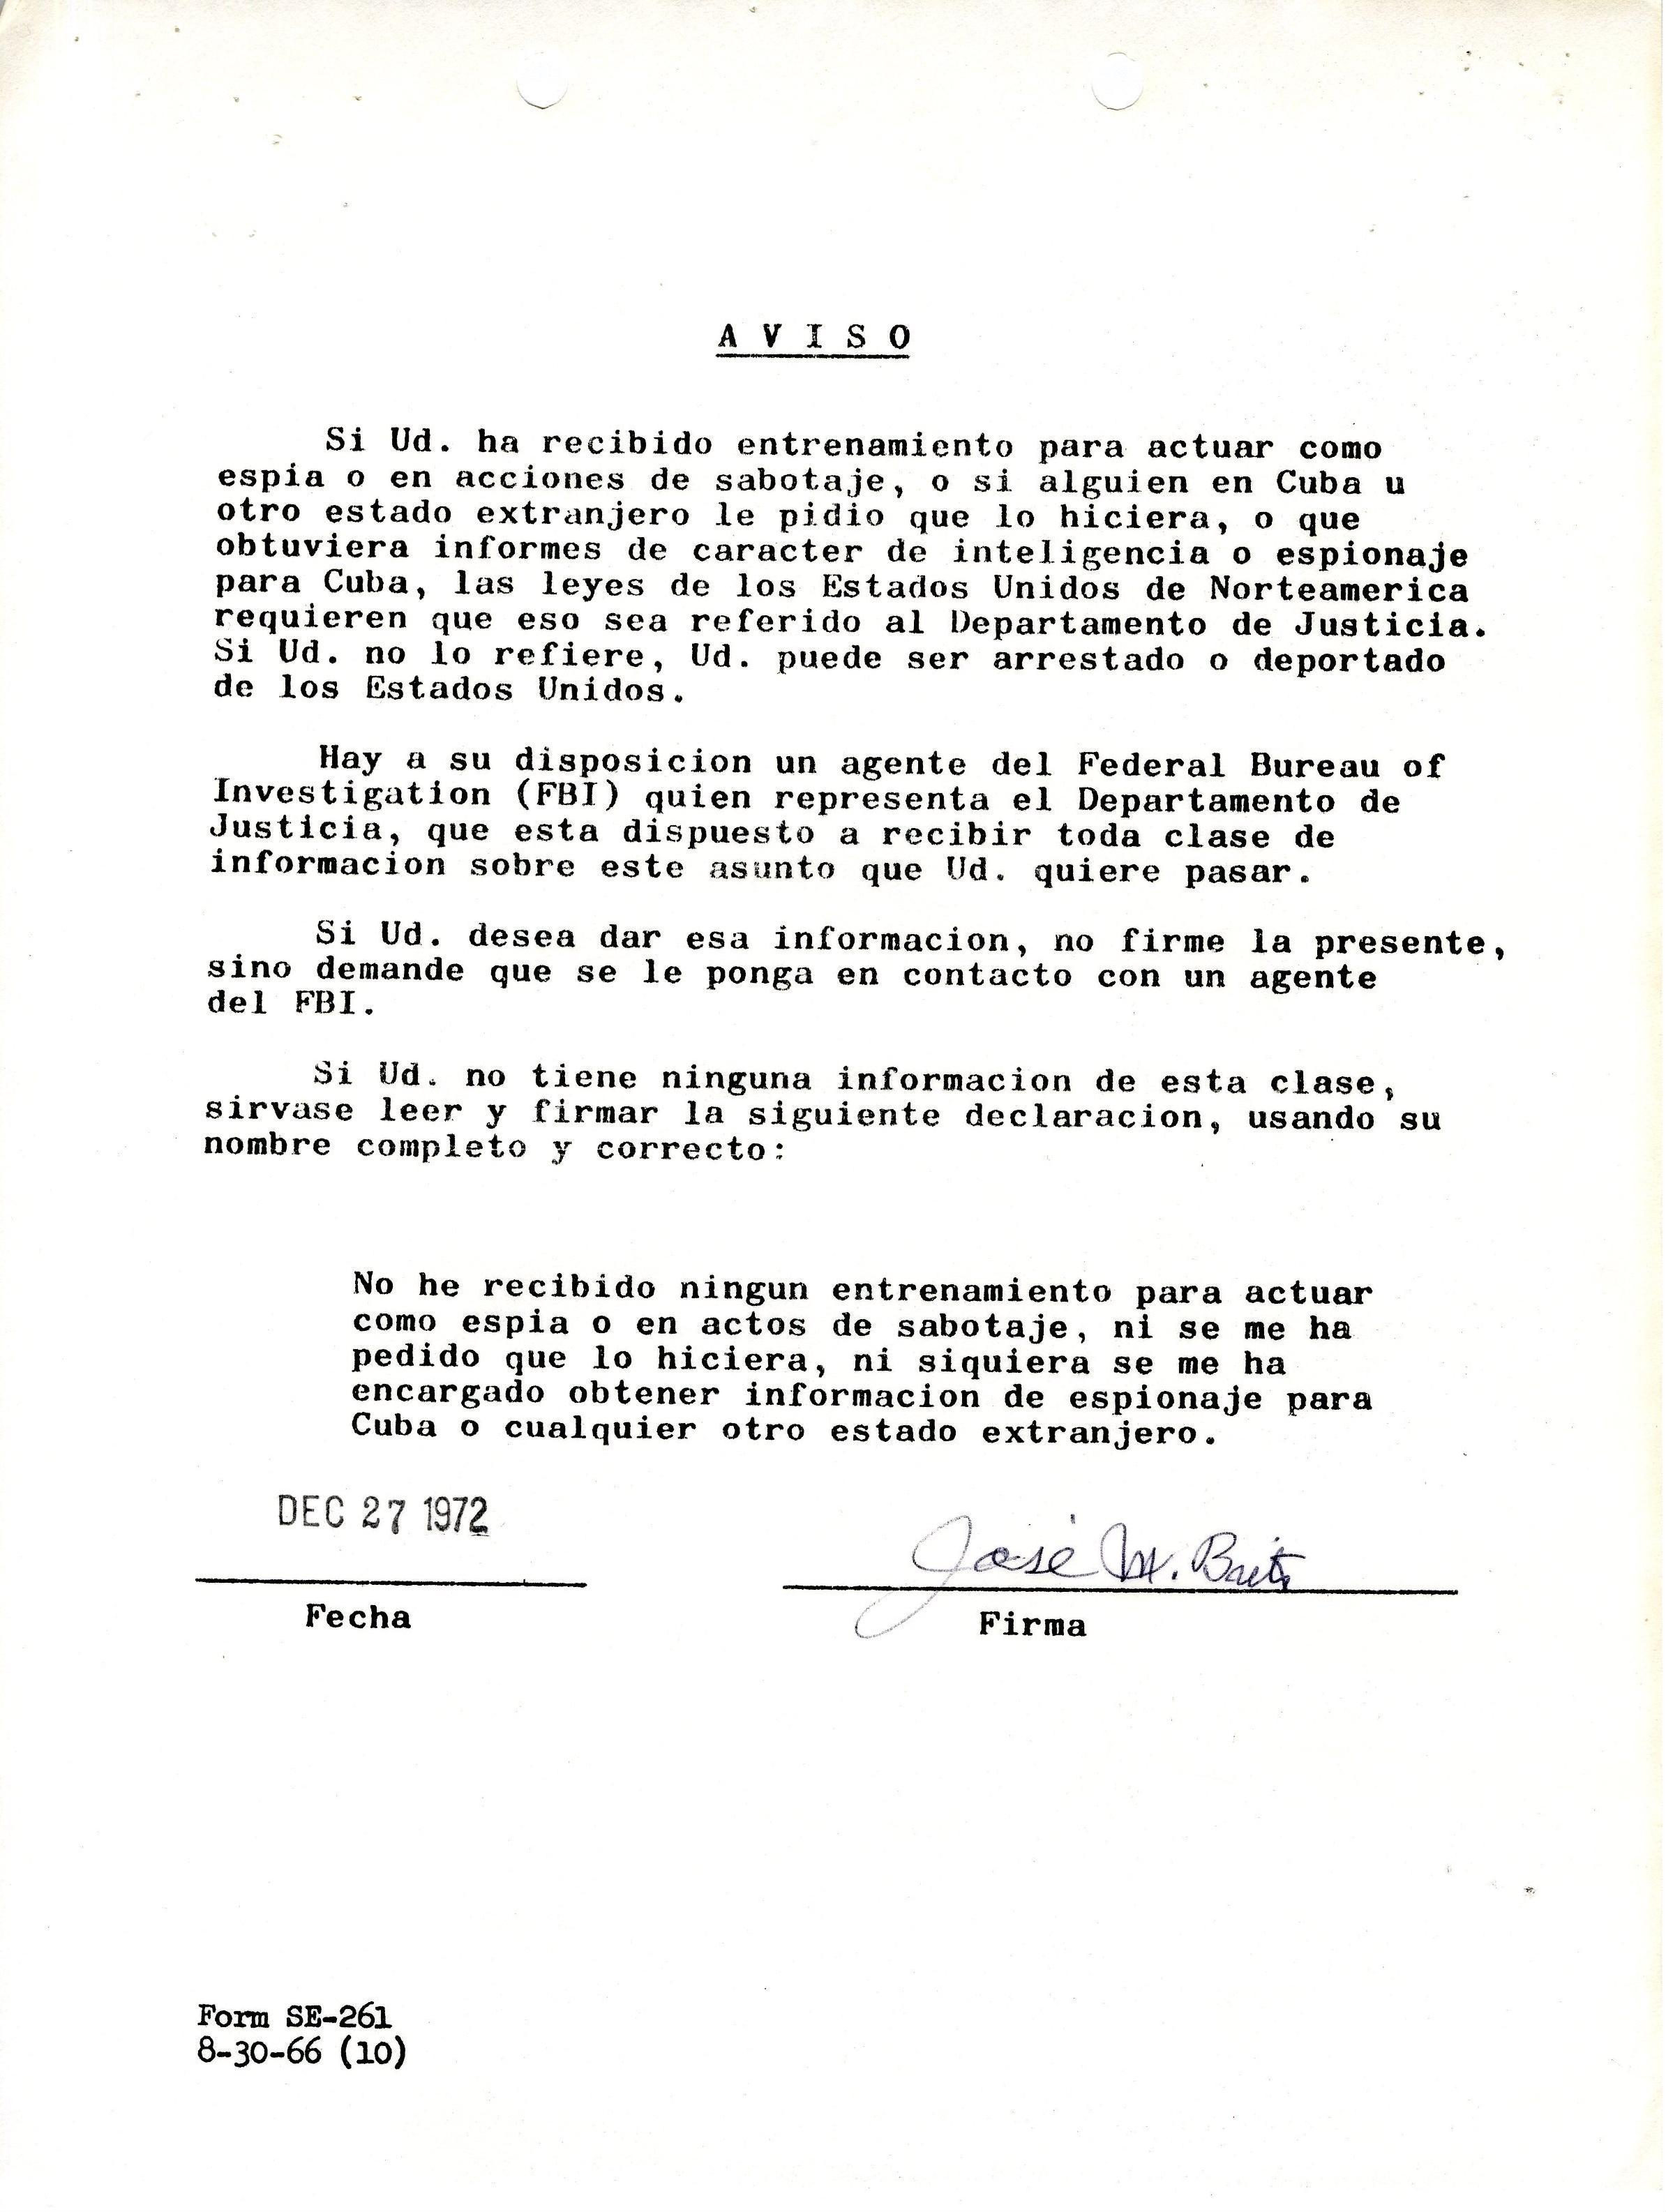 A V I S O
Si Ud. ha recibido entrenamiento para actuar como
espia o en acciones de sabotaje, o si alguien en Cuba u
otro estado extranjero le pidio que lo hiciera, o que
obtuviera informes de caracter de inteligencia o espionaje
para Cuba, las leyes de los Estados Unidos de Norteamerica
requieren que eso sea referido al Departamento de Justicia.
Si Ud. no lo refiere, Ud. puede ser arrestado o deportado
de los Estados Unidos.
Hay a su disposicion un agente del Federal Bureau of
Investigation (FBI) quien representa el Departamento de
Justicia, que esta dispuesto a recibir toda clase de
informacion sobre este asunto que Ud. quiere pasar.
Si Ud. desea dar esa informacion, no firme la presente,
sino demande que se le ponga en contacto con un agente
del FBI.
Si Ud. no tiene ninguna informacion de esta clase,
sirvase leer y firmar la siguiente declaracion, usando su
nombre completo y correcto:
No he recibido ningun entrenamiento para actuar
como espia o en actos de sabotaje, ni se me ha
pedido que lo hiciera, ni siquiera se me ha
encargado obtener informacion de espionaje para
Cuba o cualquier otro estado extranjero.
DEC 27 1972
José M. Brito
Fecha
Firma
Form SE-261
8-30-66 (10)